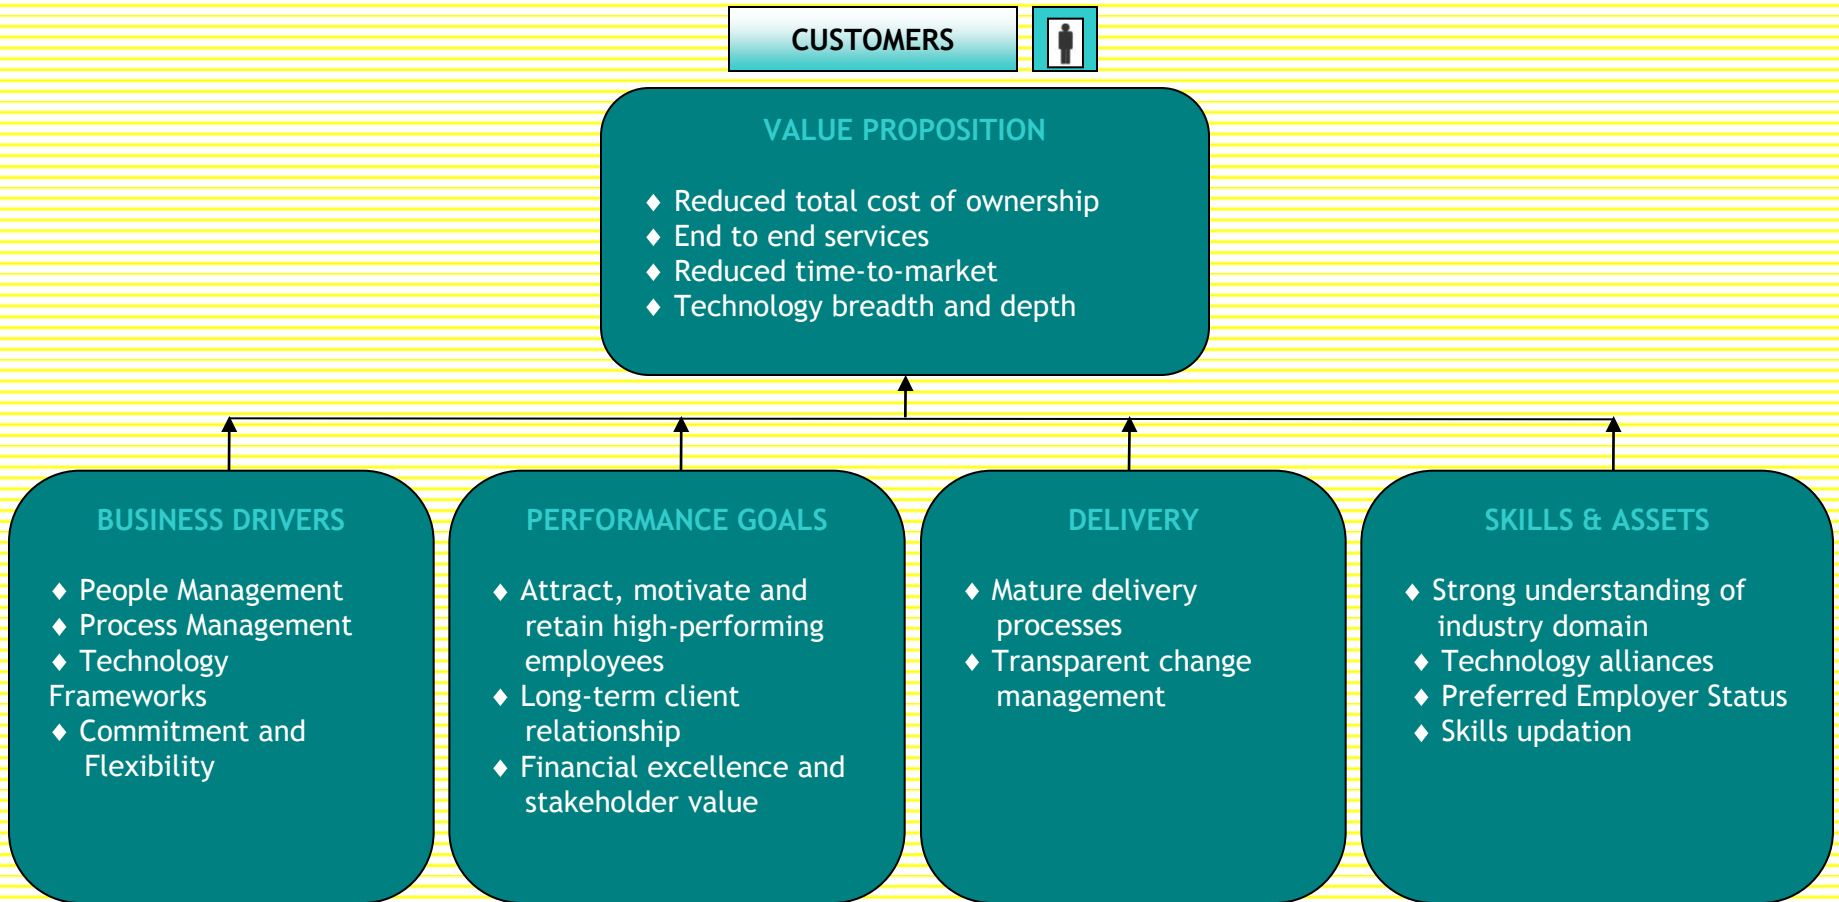 CUSTOMERS
VALUE PROPOSITION
♦ Reduced total cost of ownership
♦ End to end services
♦ Reduced time-to-market
♦ Technology breadth and depth
BUSINESS DRIVERS
♦ People Management
♦ Process Management
♦ Technology
Frameworks
♦ Commitment and
Flexibility
PERFORMANCE GOALS
♦ Attract, motivate and
retain high-performing
employees
♦ Long-term client
relationship
♦ Financial excellence and
stakeholder value
DELIVERY
♦ Mature delivery
processes
♦ Transparent change
management
SKILLS & ASSETS
♦ Strong understanding of
industry domain
♦ Technology alliances
♦ Preferred Employer Status
♦ Skills updation